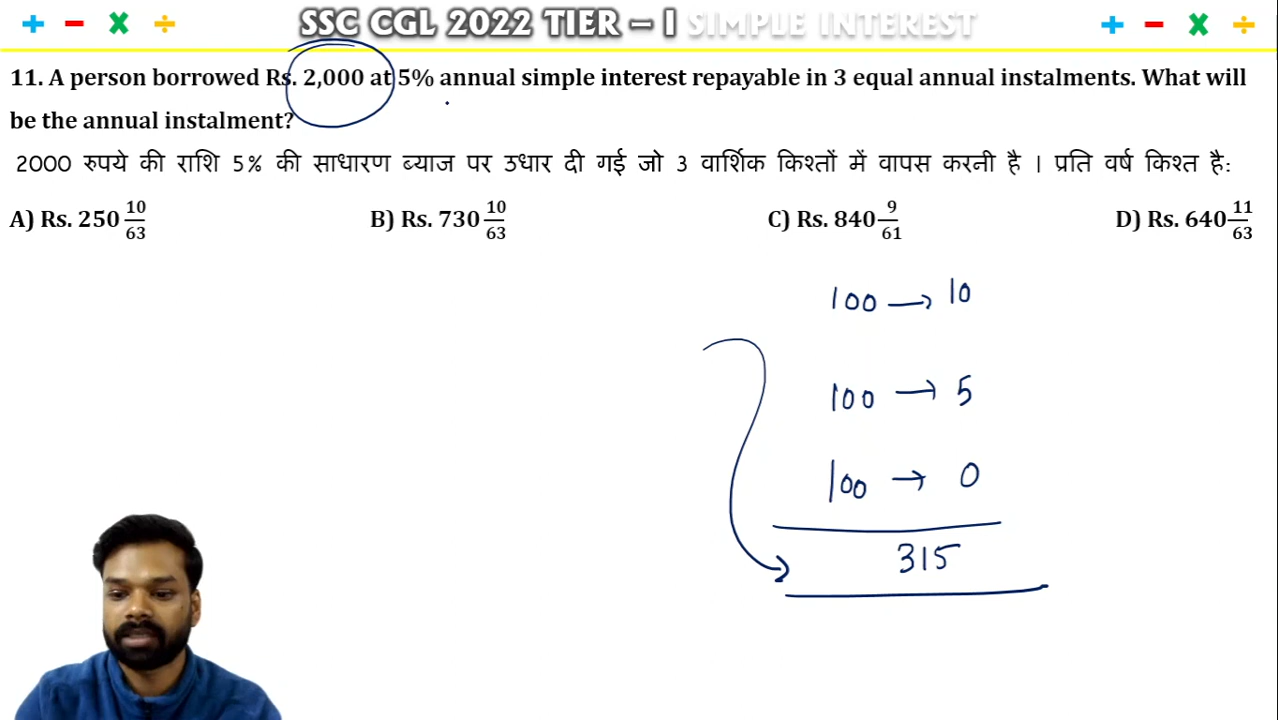 + - × ÷ SSC CGL 2022 TIER – I SIMPLE INTEREST + - × ÷
11. A person borrowed Rs. 2,000 at 5% annual simple interest repayable in 3 equal annual instalments. What will
be the annual instalment?
2000 रुपये की राशि 5% की साधारण ब्याज पर उधार दी गई जो 3 वार्शिक किश्तों में वापस करनी है । प्रति वर्ष किश्त है:
A) Rs. 250 10/63 B) Rs. 730 10/63 C) Rs. 840 9/61 D) Rs. 640 11/63
100 → 10
100 → 5
100 → 0
315